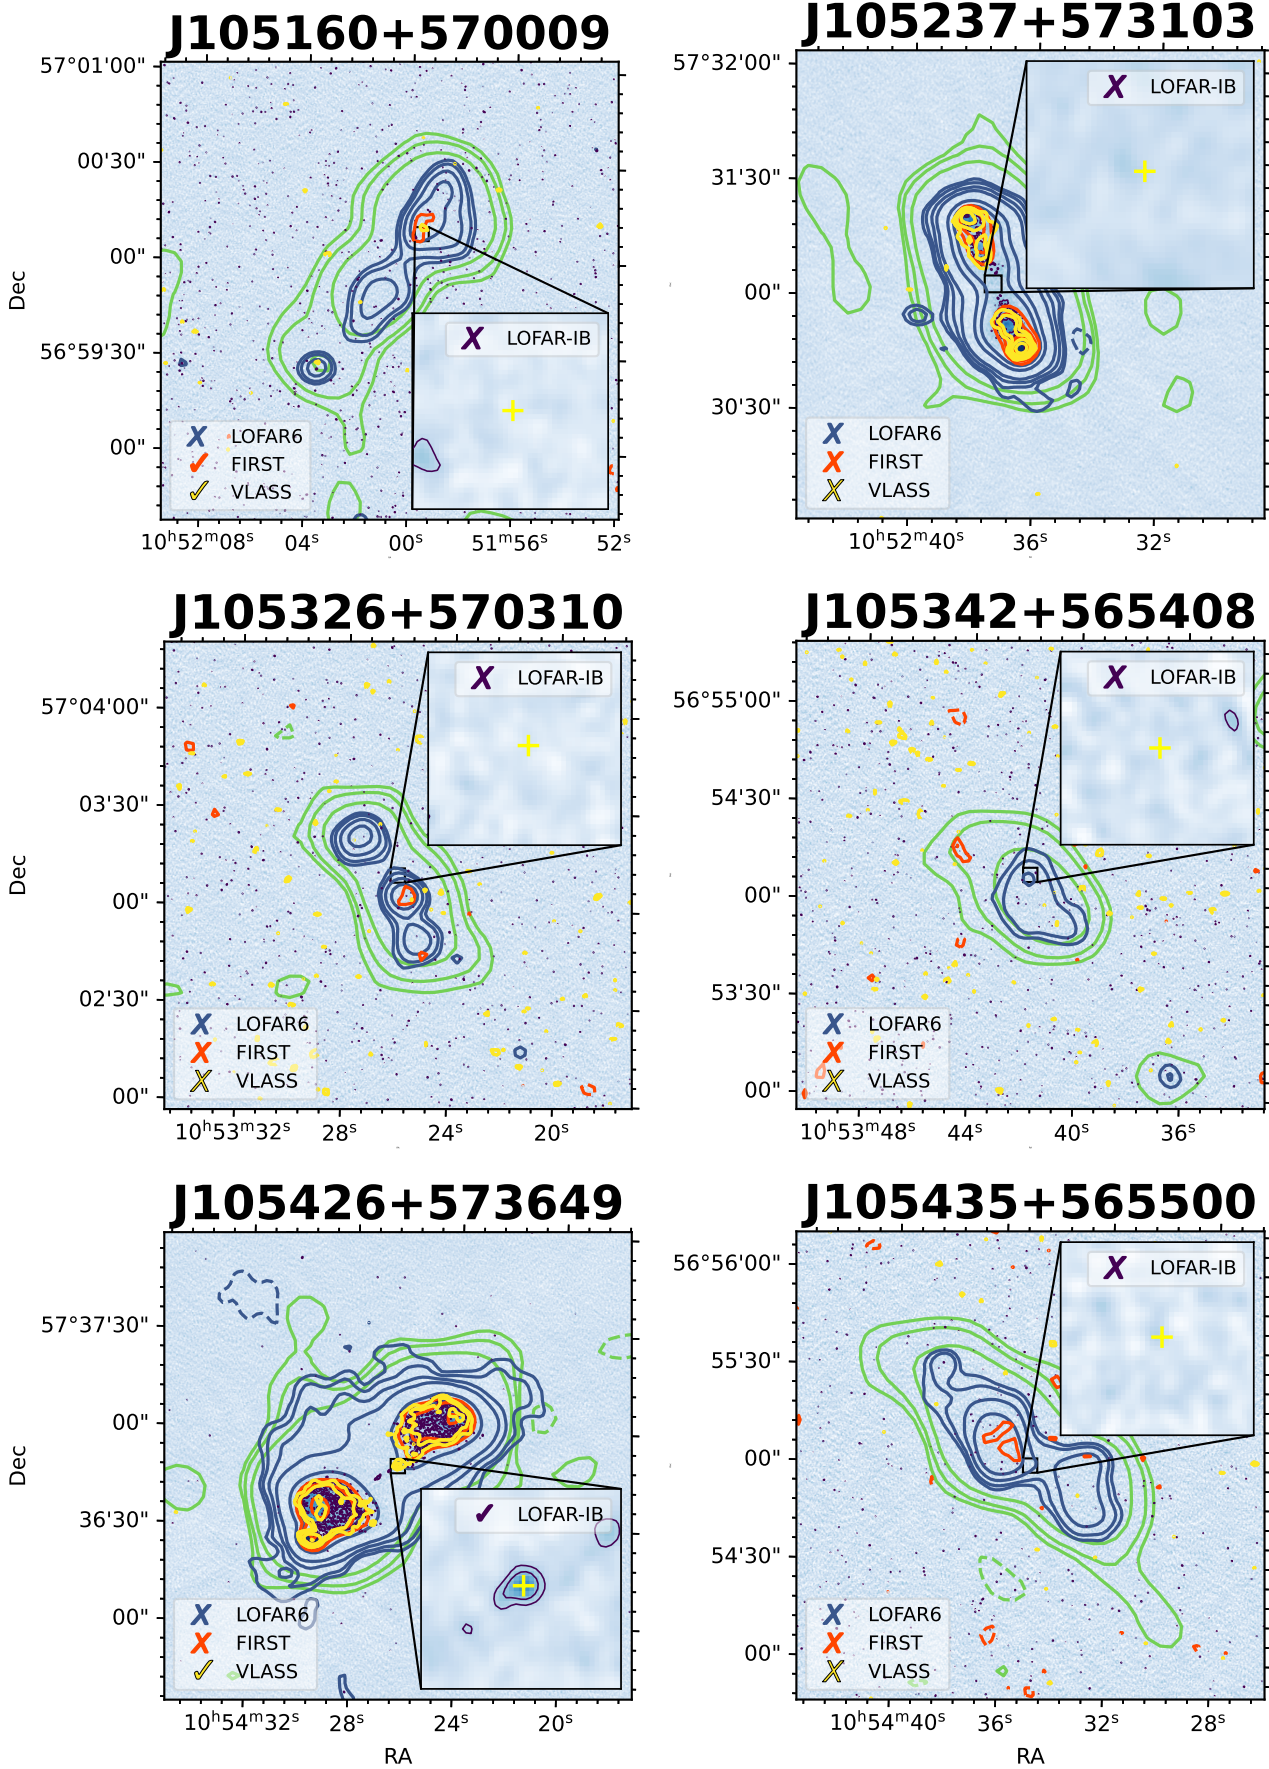 J105160+570009
57°01'00"
00'30"
00"
56°59'30"
00"
Dec
X LOFAR-IB
X LOFAR6
✓ FIRST
✓ VLASS
10ʰ52ᵐ08ˢ 04ˢ 00ˢ 51ᵐ56ˢ 52ˢ
J105237+573103
57°32'00"
31'30"
00"
30'30"
X LOFAR-IB
X LOFAR6
X FIRST
X VLASS
10ʰ52ᵐ40ˢ 36ˢ 32ˢ
J105326+570310
57°04'00"
03'30"
00"
02'30"
00"
Dec
X LOFAR-IB
X LOFAR6
X FIRST
X VLASS
10ʰ53ᵐ32ˢ 28ˢ 24ˢ 20ˢ
J105342+565408
56°55'00"
54'30"
00"
53'30"
00"
X LOFAR-IB
X LOFAR6
X FIRST
X VLASS
10ʰ53ᵐ48ˢ 44ˢ 40ˢ 36ˢ
J105426+573649
57°37'30"
00"
36'30"
00"
Dec
✓ LOFAR-IB
X LOFAR6
X FIRST
✓ VLASS
10ʰ54ᵐ32ˢ 28ˢ 24ˢ 20ˢ
RA
J105435+565500
56°56'00"
55'30"
00"
54'30"
00"
X LOFAR-IB
X LOFAR6
X FIRST
X VLASS
10ʰ54ᵐ40ˢ 36ˢ 32ˢ 28ˢ
RA